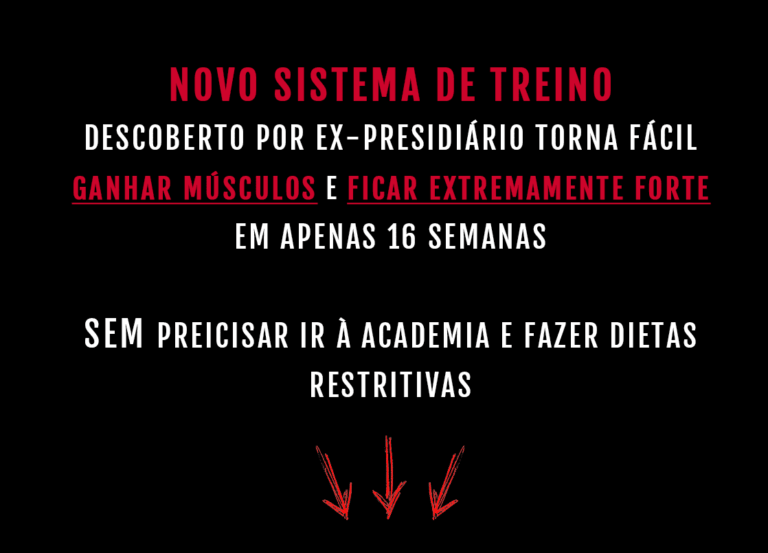 NOVO SISTEMA DE TREINO
DESCOBERTO POR EX-PRESIDIÁRIO TORNA FÁCIL
GANHAR MÚSCULOS E FICAR EXTREMAMENTE FORTE
EM APENAS 16 SEMANAS
SEM PREICISAR IR À ACADEMIA E FAZER DIETAS
RESTRITIVAS